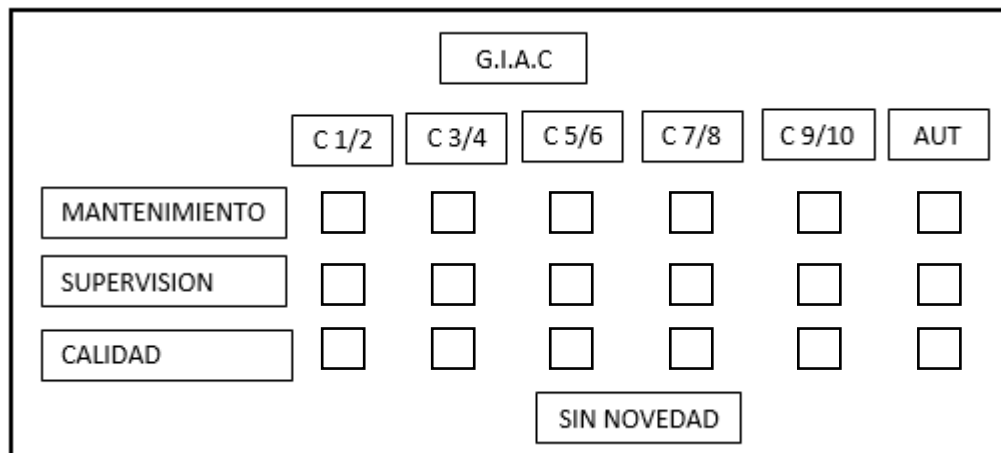 G.I.A.C
C 1/2 C 3/4 C 5/6 C 7/8 C 9/10 AUT
MANTENIMIENTO
SUPERVISION
CALIDAD
SIN NOVEDAD